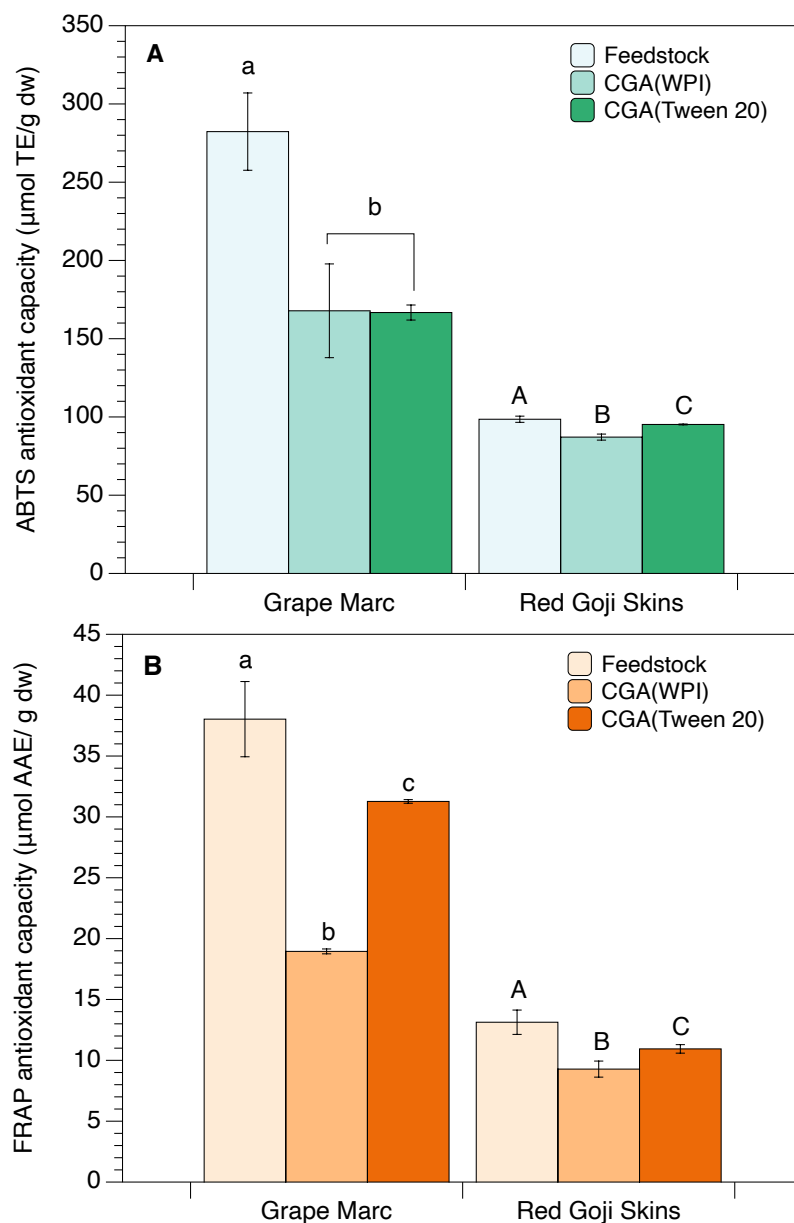 350
300
250
200
150
100
50
0
ABTS antioxidant capacity (µmol TE/g dw)
A
Feedstock
CGA(WPI)
CGA(Tween 20)
a
b
A
B
C
Grape Marc
Red Goji Skins
45
40
35
30
25
20
15
10
5
0
FRAP antioxidant capacity (µmol AAE/ g dw)
B
Feedstock
CGA(WPI)
CGA(Tween 20)
a
b
c
A
B
C
Grape Marc
Red Goji Skins